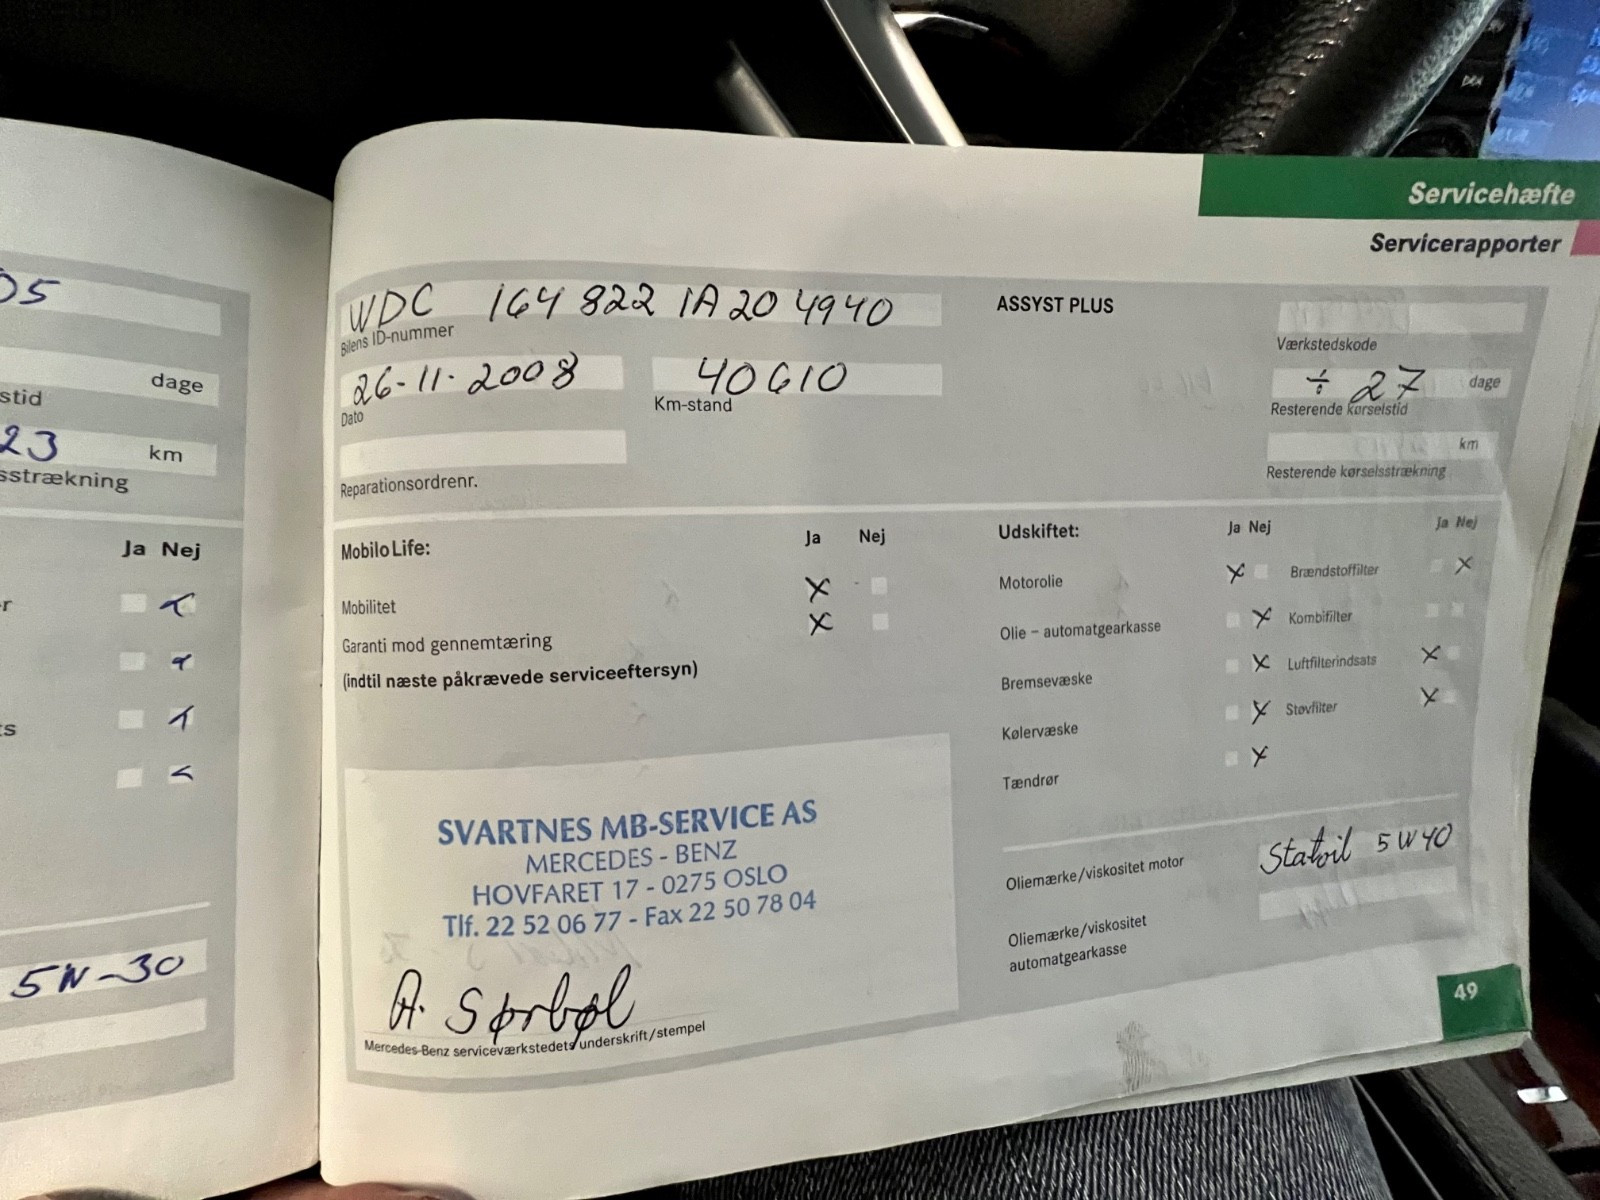 Servicehæfte
Servicerapporter
05
dage
stid
23 km
sstrækning
Ja Nej
r
ts
5W-30
WDC 164 822 1A 20 4940
Bilens ID-nummer
26-11-2008 40610
Dato Km-stand
Reparationsordrenr.
ASSYST PLUS
Værkstedskode
÷ 27 dage
Resterende kørselstid
km
Resterende kørselsstrækning
MobiloLife: Ja Nej
Mobilitet X
Garanti mod gennemtæring X
(indtil næste påkrævede serviceeftersyn)
Udskiftet: Ja Nej Ja Nej
Motorolie X Brændstoffilter X
Olie – automatgearkasse X Kombifilter
Bremsevæske X Luftfilterindsats X
Kølervæske X Støvfilter X
Tændrør X
SVARTNES MB-SERVICE AS
MERCEDES - BENZ
HOVFARET 17 - 0275 OSLO
Tlf. 22 52 06 77 - Fax 22 50 78 04
A. Sørbøl
Mercedes-Benz serviceværkstedets underskrift/stempel
Oliemærke/viskositet motor Statoil 5W40
Oliemærke/viskositet
automatgearkasse
49